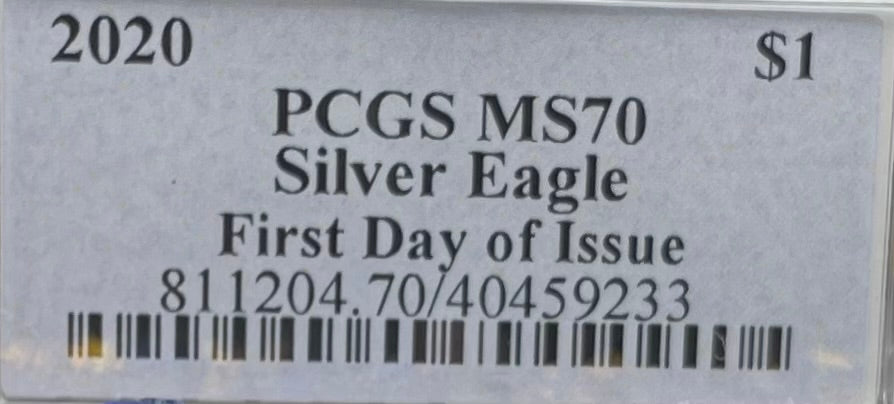 2020 $1
PCGS MS70
Silver Eagle
First Day of Issue
811204.70/40459233